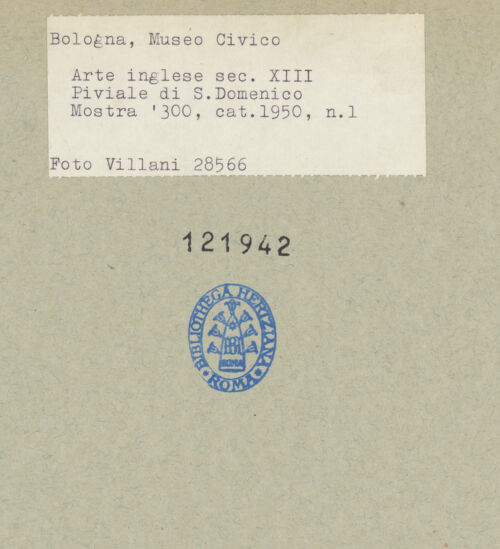 Bologna, Museo Civico
Arte inglese sec. XIII
Piviale di S.Domenico
Mostra '300, cat.1950, n.1
Foto Villani 28566
121942
BIBLIOTHECA HERTZIANA
ROMA
ROMA